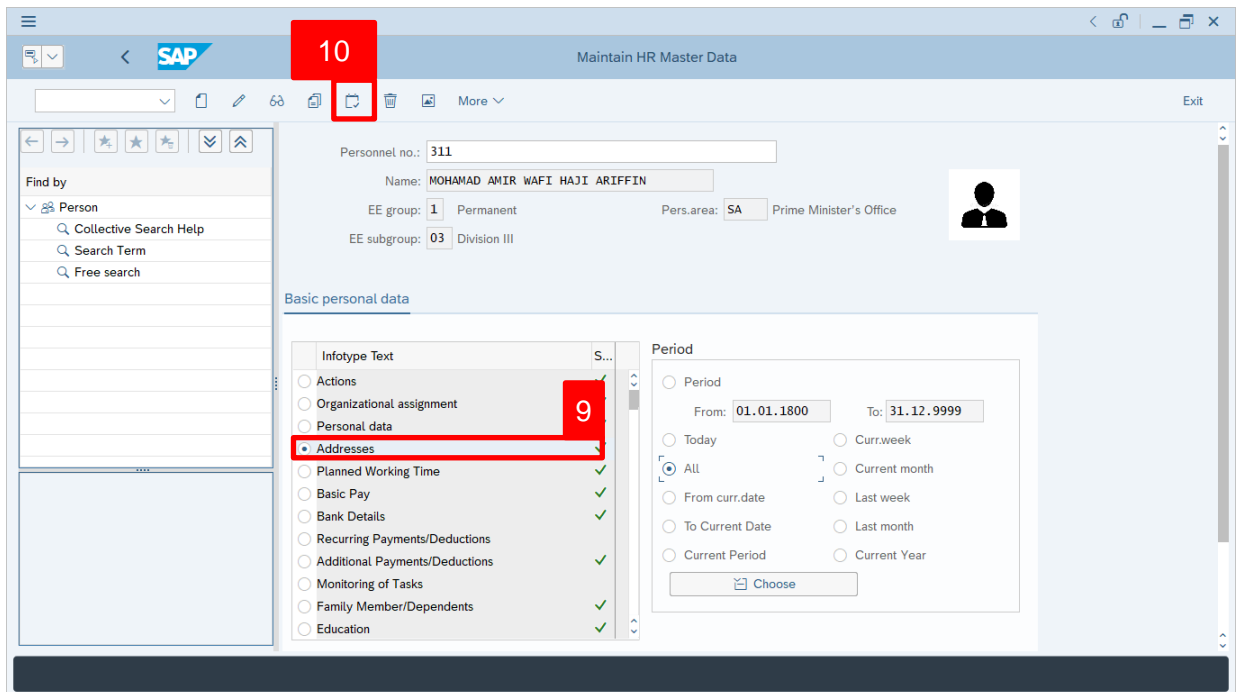 SAP
10
Maintain HR Master Data
More
Exit
Find by
Person
Collective Search Help
Search Term
Free search
Personnel no.: 311
Name: MOHAMAD AMIR WAFI HAJI ARIFFIN
EE group: 1 Permanent Pers.area: SA Prime Minister's Office
EE subgroup: 03 Division III
Basic personal data
Infotype Text S...
Actions
Organizational assignment
9
Personal data
Addresses
Planned Working Time
Basic Pay
Bank Details
Recurring Payments/Deductions
Additional Payments/Deductions
Monitoring of Tasks
Family Member/Dependents
Education
Period
Period
From: 01.01.1800 To: 31.12.9999
Today Curr.week
All Current month
From curr.date Last week
To Current Date Last month
Current Period Current Year
Choose